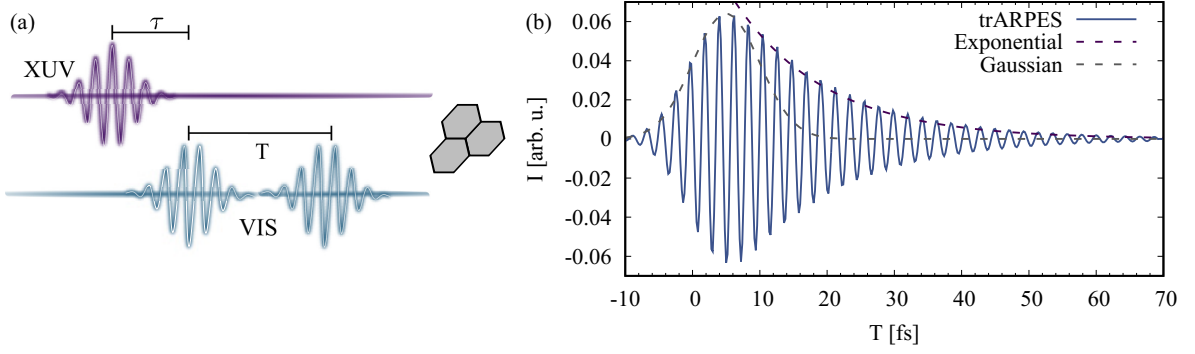 (a)
τ
XUV
T
VIS
(b)
0.06
0.04
0.02
0
-0.02
-0.04
-0.06
I [arb. u.]
trARPES
Exponential
Gaussian
-10 0 10 20 30 40 50 60 70
T [fs]